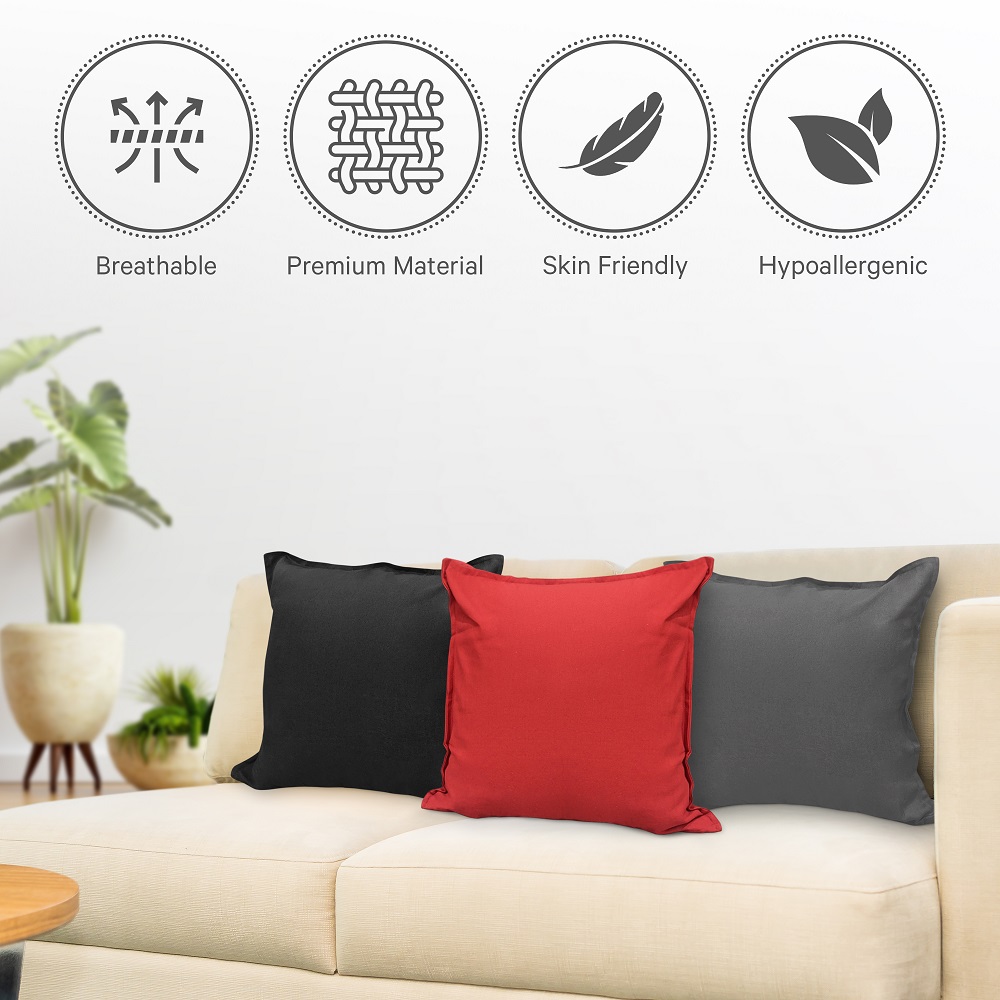 Breathable
Premium Material
Skin Friendly
Hypoallergenic